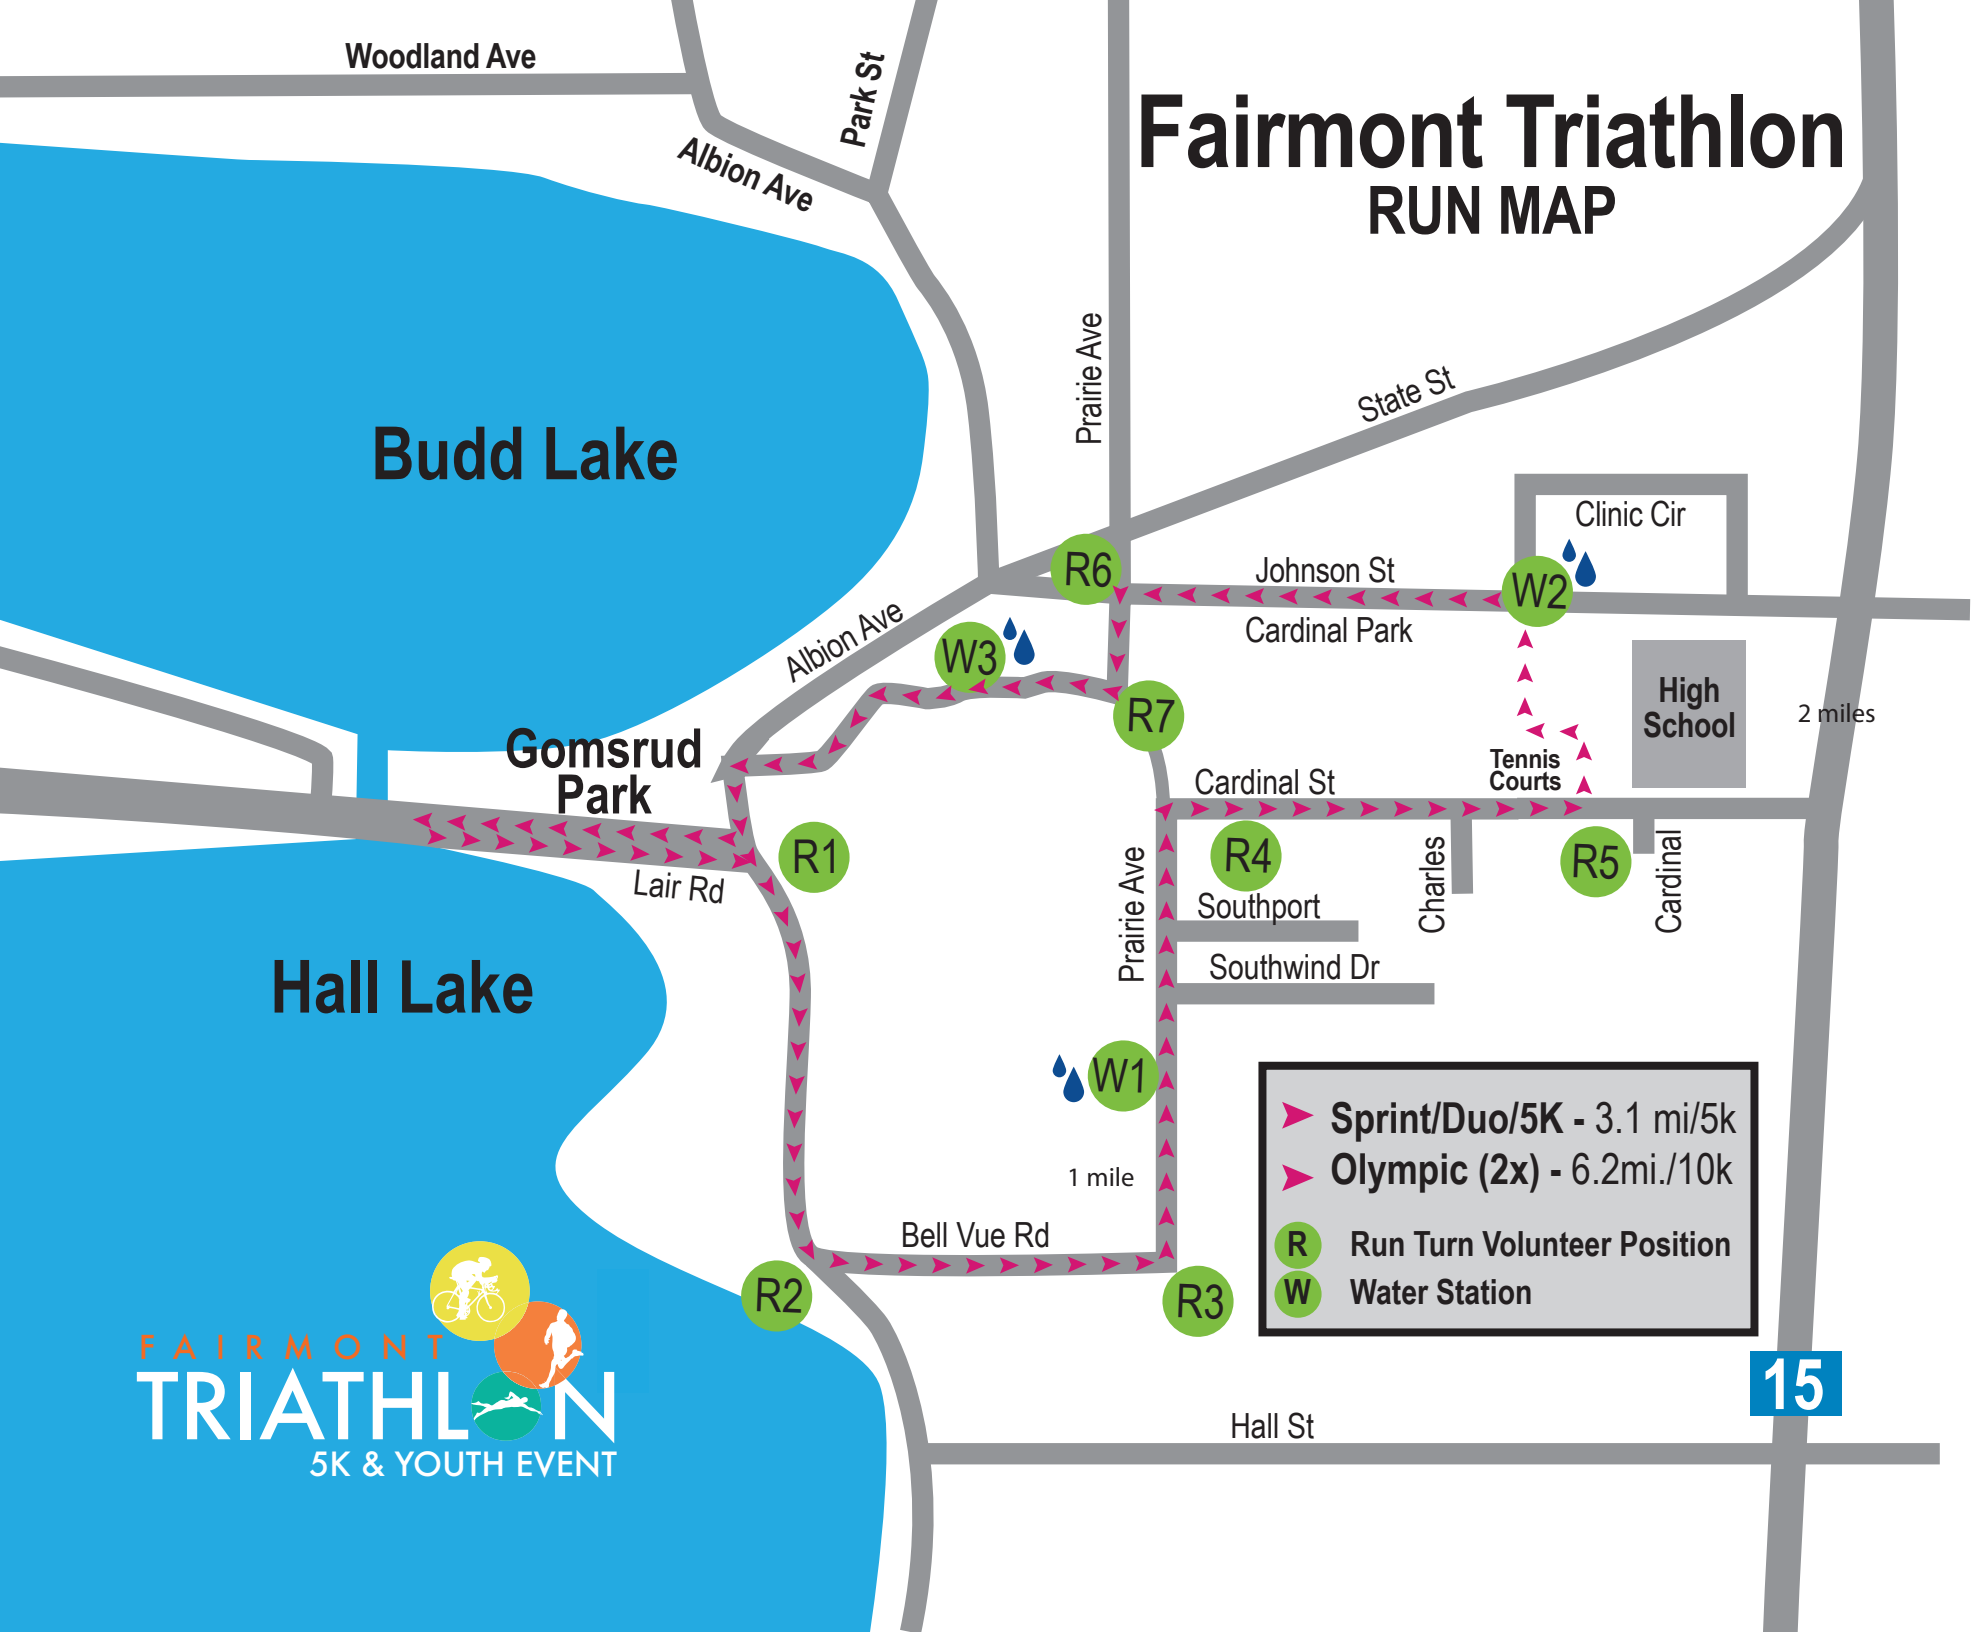 Woodland Ave
Park St
Albion Ave
Fairmont Triathlon
RUN MAP
Prairie Ave
State St
Budd Lake
Clinic Cir
R6
Johnson St
W2
Cardinal Park
Albion Ave
W3
High
School
2 miles
R7
Gomsrud
Park
Tennis
Courts
Cardinal St
R1
Lair Rd
R4
R5
Charles
Cardinal
Prairie Ave
Southport
Southwind Dr
Hall Lake
W1
1 mile
Bell Vue Rd
R2
R3
Sprint/Duo/5K - 3.1 mi/5k
Olympic (2x) - 6.2mi./10k
R Run Turn Volunteer Position
W Water Station
FAIRMONT
TRIATHLON
5K & YOUTH EVENT
15
Hall St